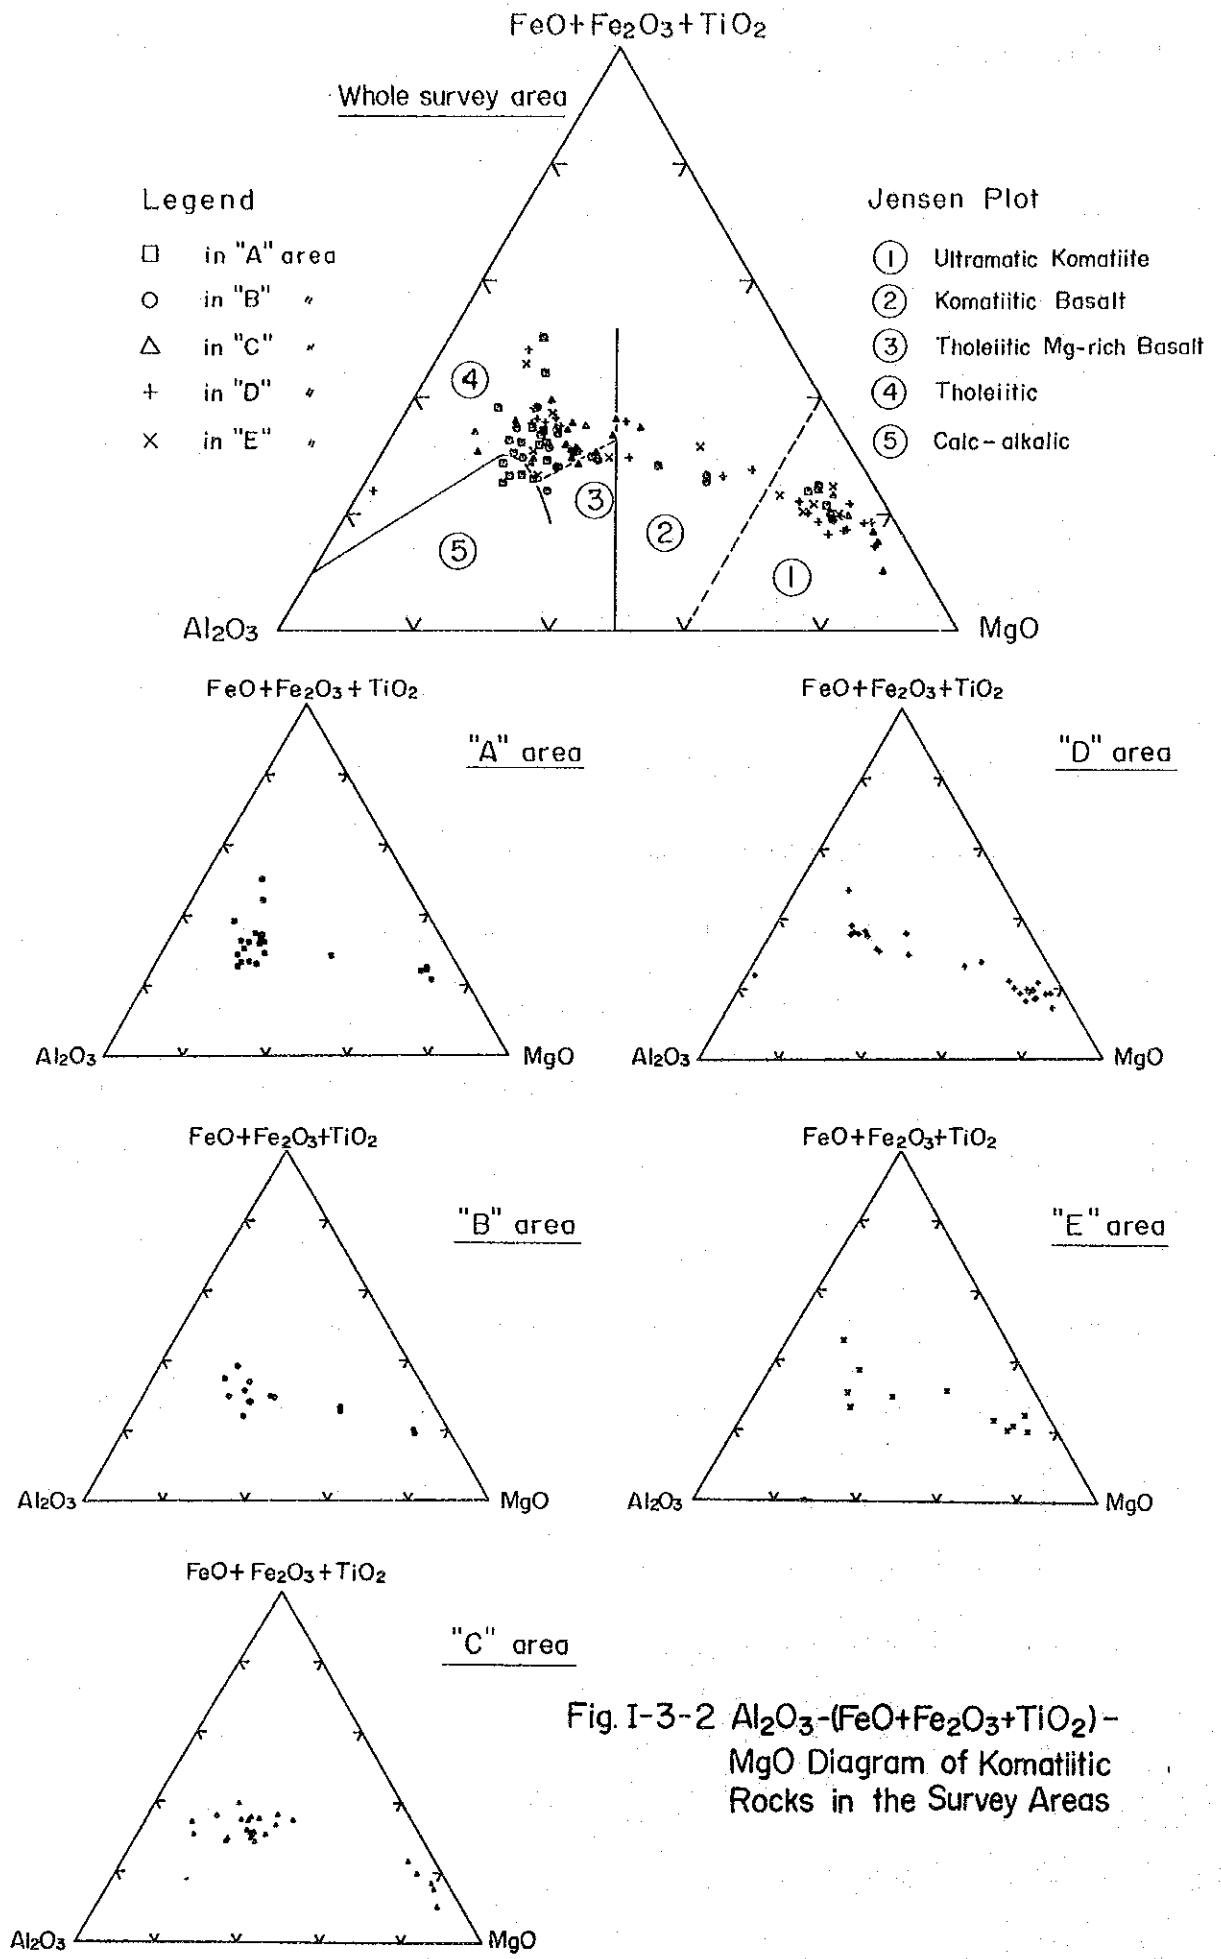 FeO+Fe₂O₃+TiO₂
Whole survey area
Legend
in "A" area
in "B" "
in "C" "
in "D" "
in "E" "
Jensen Plot
1 Ultramatic Komatiite
2 Komatiitic Basalt
3 Tholeiitic Mg-rich Basalt
4 Tholeiitic
5 Calc-alkalic
4
3
2
5
1
Al₂O₃
MgO
FeO+Fe₂O₃+TiO₂
"A" area
Al₂O₃
MgO
FeO+Fe₂O₃+TiO₂
"D" area
Al₂O₃
MgO
FeO+Fe₂O₃+TiO₂
"B" area
Al₂O₃
MgO
FeO+Fe₂O₃+TiO₂
"E" area
Al₂O₃
MgO
FeO+Fe₂O₃+TiO₂
"C" area
Al₂O₃
MgO
Fig. I-3-2 Al₂O₃-(FeO+Fe₂O₃+TiO₂)-
MgO Diagram of Komatiitic
Rocks in the Survey Areas